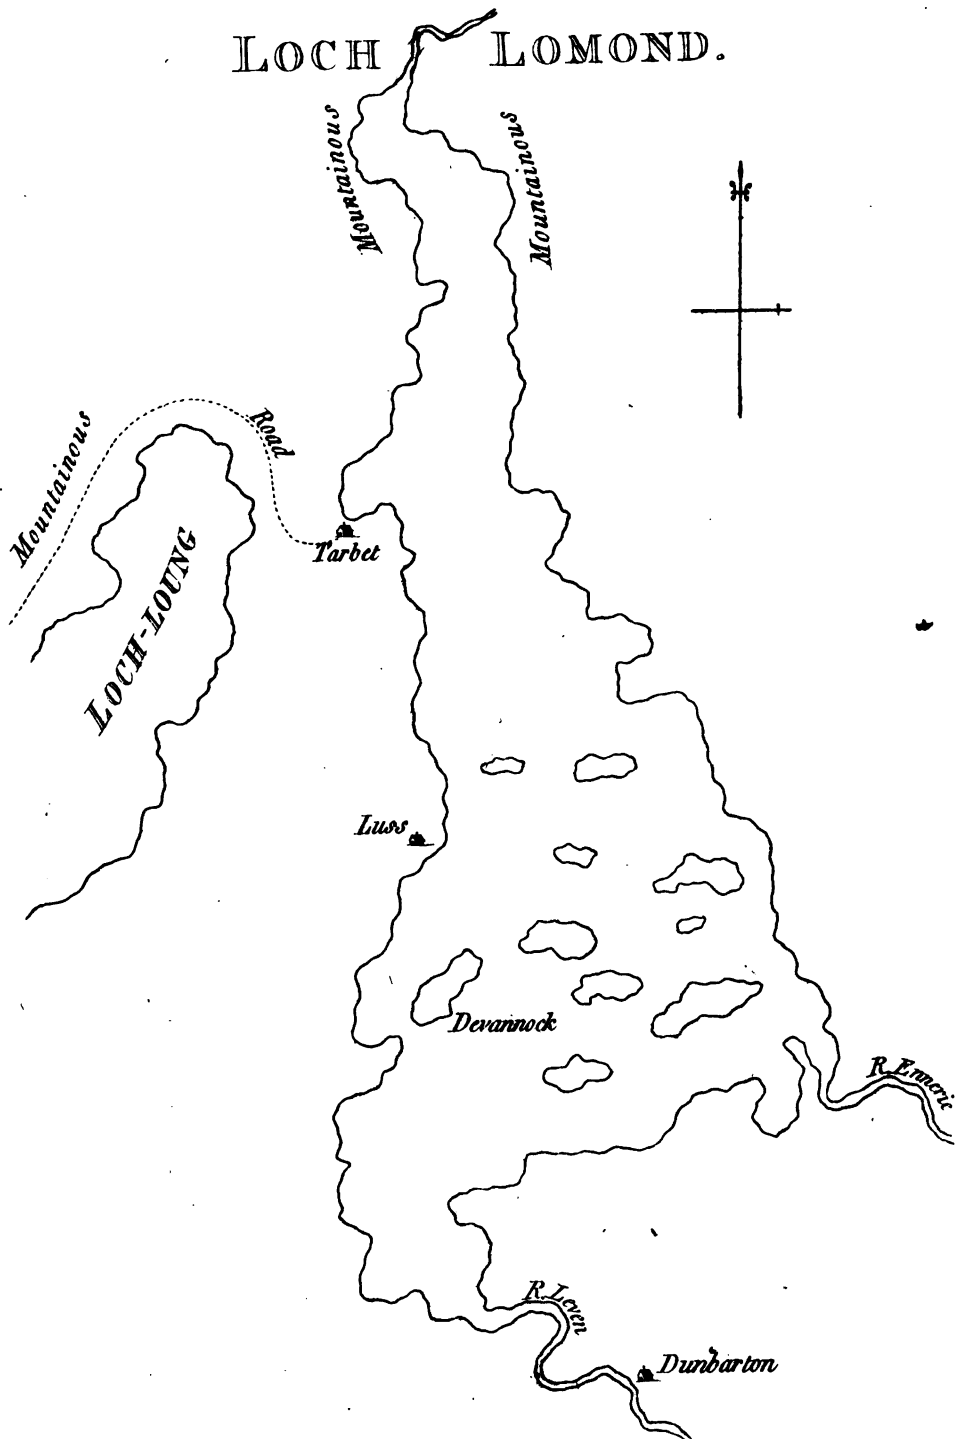 LOCH LOMOND.
Mountainous
Mountainous
Mountainous
Road
Tarbet
LOCH-LOUNG
Luss
Devannock
R. Enneric
R. Leven
Dunbarton